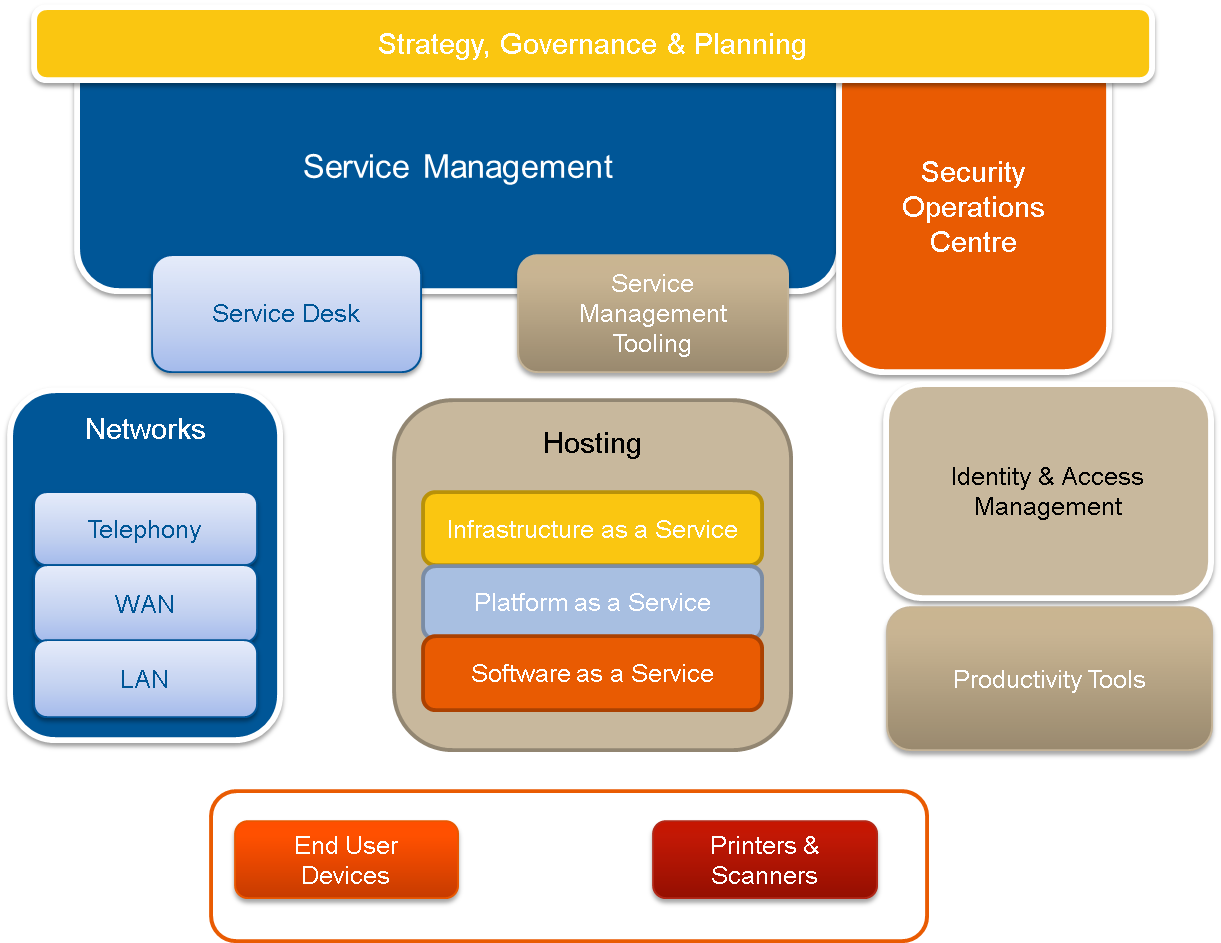 Strategy, Governance & Planning
Service Management
Security
Operations
Centre
Service Desk
Service
Management
Tooling
Networks
Telephony
WAN
LAN
Hosting
Infrastructure as a Service
Platform as a Service
Software as a Service
Identity & Access
Management
Productivity Tools
End User
Devices
Printers &
Scanners